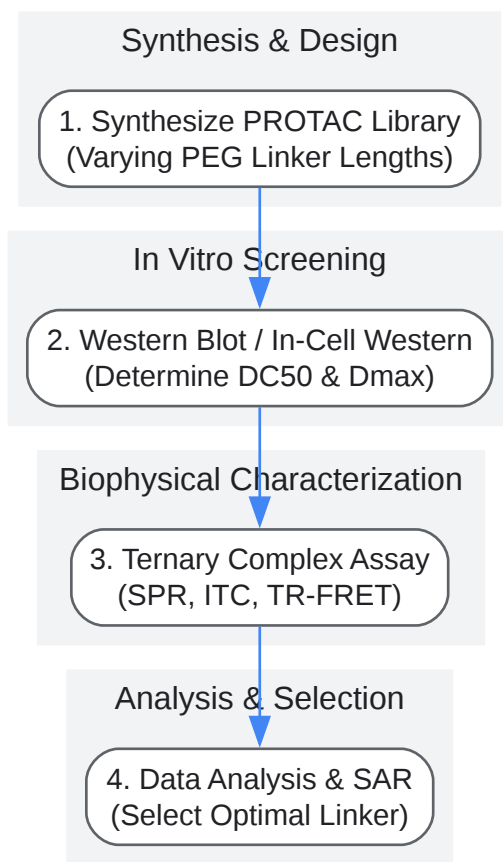 Synthesis & Design
1. Synthesize PROTAC Library
(Varying PEG Linker Lengths)
In Vitro Screening
2. Western Blot / In-Cell Western
(Determine DC50 & Dmax)
Biophysical Characterization
3. Ternary Complex Assay
(SPR, ITC, TR-FRET)
Analysis & Selection
4. Data Analysis & SAR
(Select Optimal Linker)